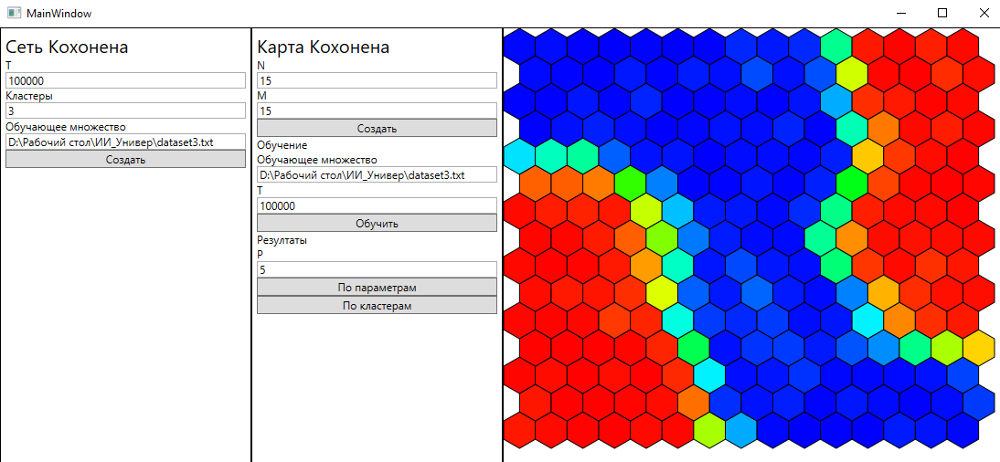 MainWindow
Сеть Кохонена
T
100000
Кластеры
3
Обучающее множество
D:\Рабочий стол\ИИ_Универ\dataset3.txt
Создать
Карта Кохонена
N
15
M
15
Создать
Обучение
Обучающее множество
D:\Рабочий стол\ИИ_Универ\dataset3.txt
T
100000
Обучить
Резултаты
P
5
По параметрам
По кластерам